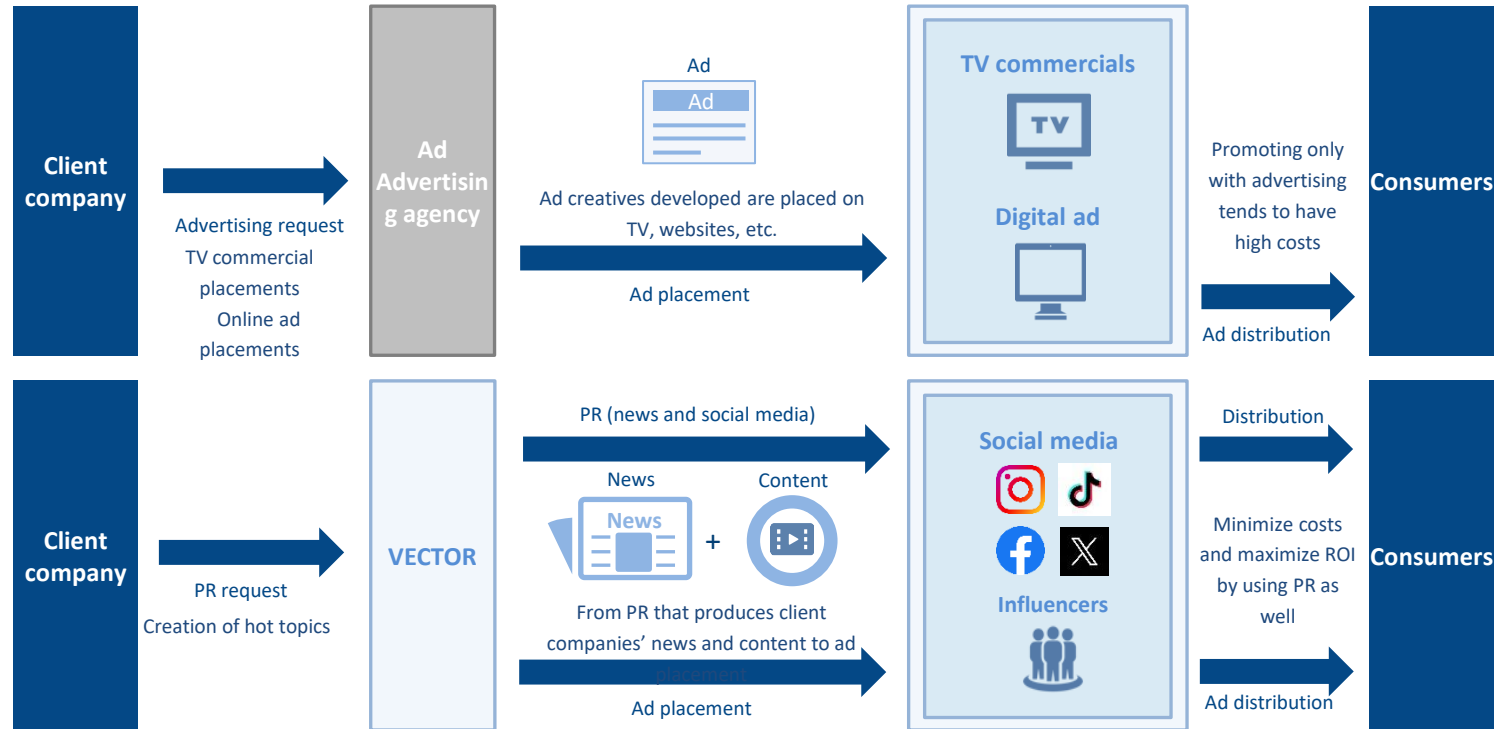 Client
company
Advertising request
TV commercial
placements
Online ad
placements
Ad
Advertisin
g agency
Ad
Ad
Ad creatives developed are placed on
TV, websites, etc.
Ad placement
TV commercials
TV
Digital ad
Promoting only
with advertising
tends to have
high costs
Ad distribution
Consumers
Client
company
PR request
Creation of hot topics
VECTOR
PR (news and social media)
News
Content
News
+
From PR that produces client
companies’ news and content to ad
placement
Ad placement
Social media
Influencers
Distribution
Minimize costs
and maximize ROI
by using PR as
well
Ad distribution
Consumers